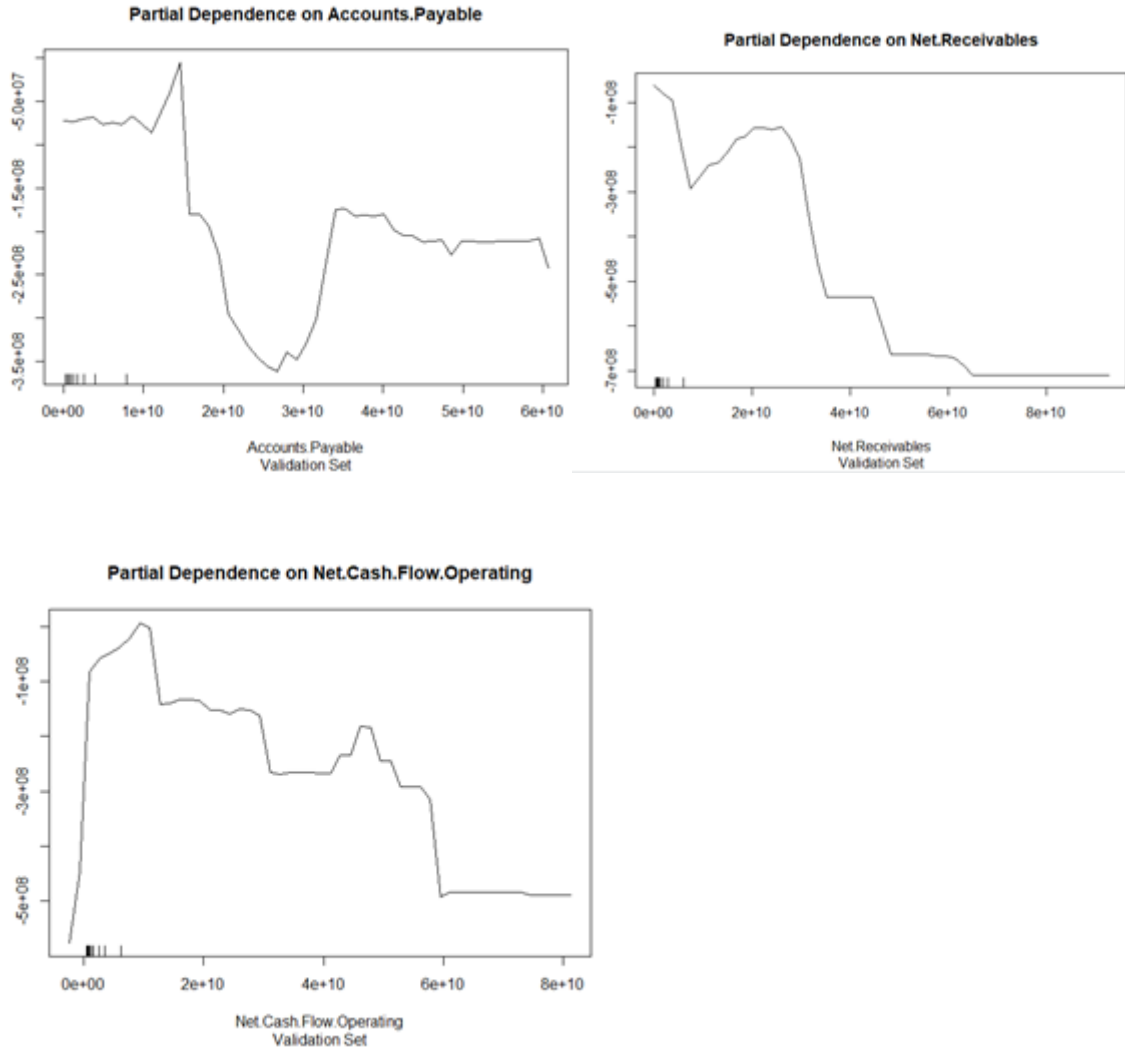 Partial Dependence on Accounts.Payable
-5.0e+07
-1.5e+08
-2.5e+08
-3.5e+08
0e+00 1e+10 2e+10 3e+10 4e+10 5e+10 6e+10
Accounts.Payable
Validation Set
Partial Dependence on Net.Receivables
-1e+08
-3e+08
-5e+08
-7e+08
0e+00 2e+10 4e+10 6e+10 8e+10
Net.Receivables
Validation Set
Partial Dependence on Net.Cash.Flow.Operating
-1e+08
-3e+08
-5e+08
0e+00 2e+10 4e+10 6e+10 8e+10
Net.Cash.Flow.Operating
Validation Set